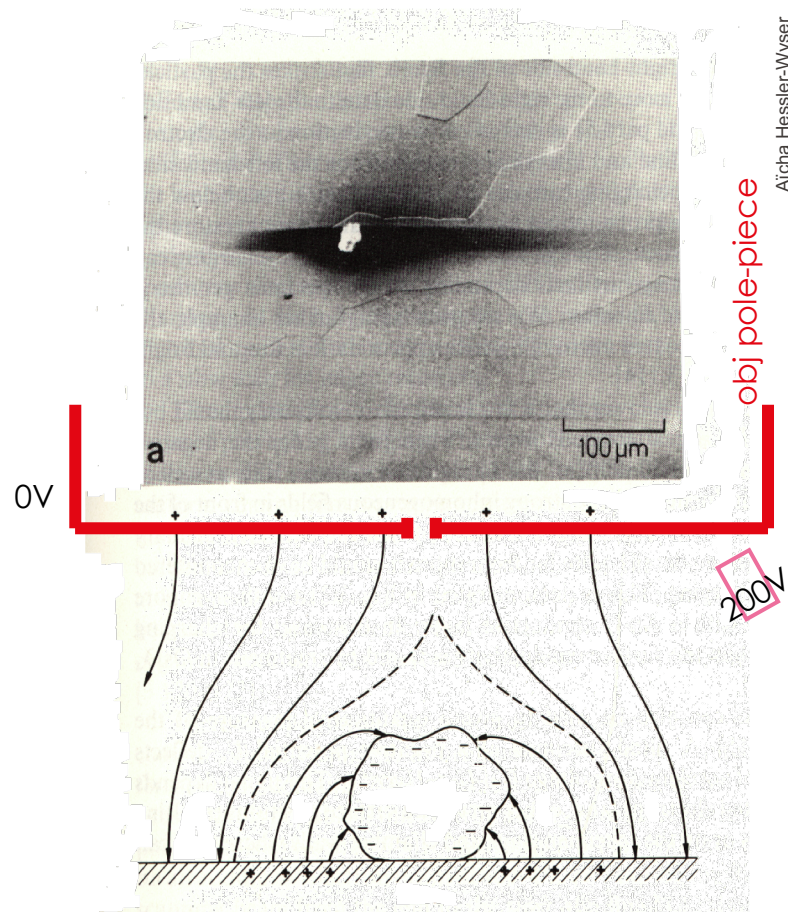 Aïcha Hessler-Wyser
obj pole-piece
a
100 µm
0V
200V